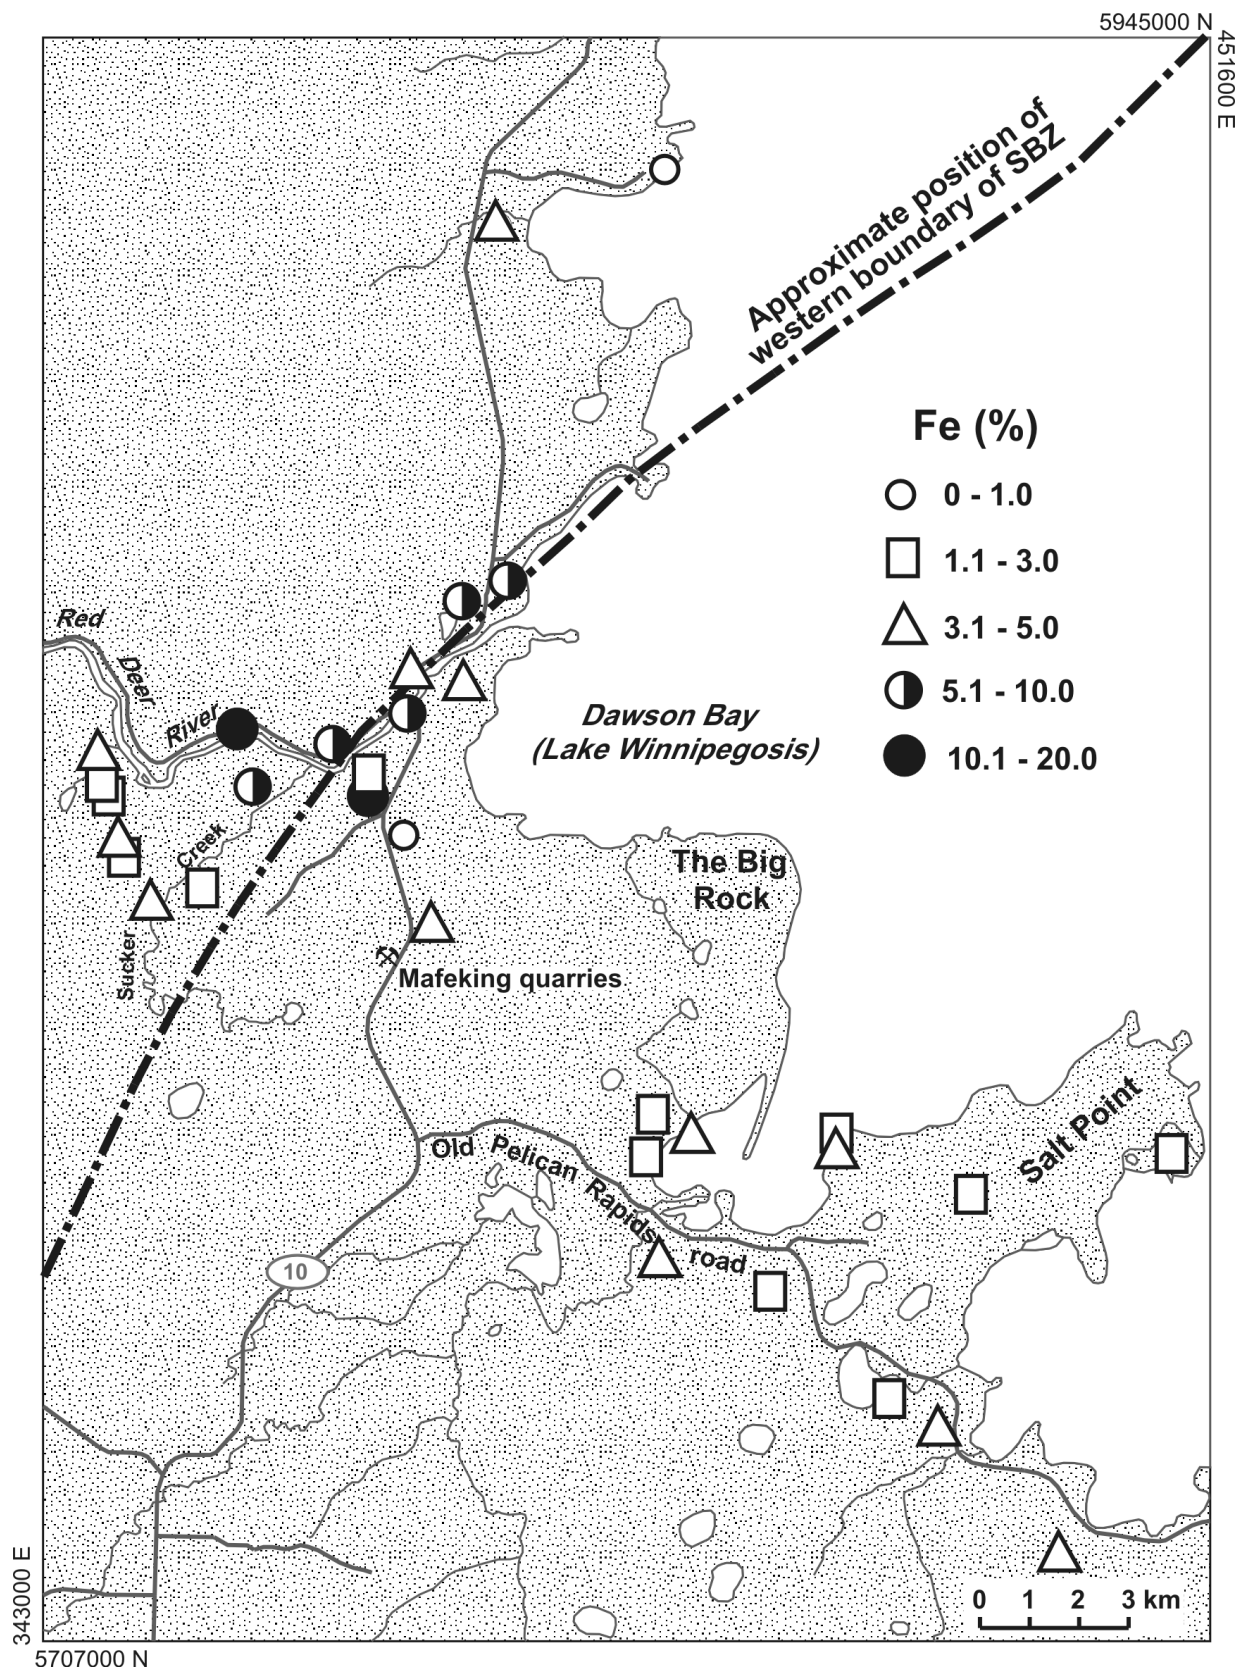 5945000 N
451600 E
Approximate position of
western boundary of SBZ
Fe (%)
0 - 1.0
1.1 - 3.0
3.1 - 5.0
5.1 - 10.0
10.1 - 20.0
Red
Deer
River
Dawson Bay
(Lake Winnipegosis)
Creek
Sucker
The Big
Rock
Mafeking quarries
Salt Point
Old Pelican Rapids road
10
0 1 2 3 km
343000 E
5707000 N